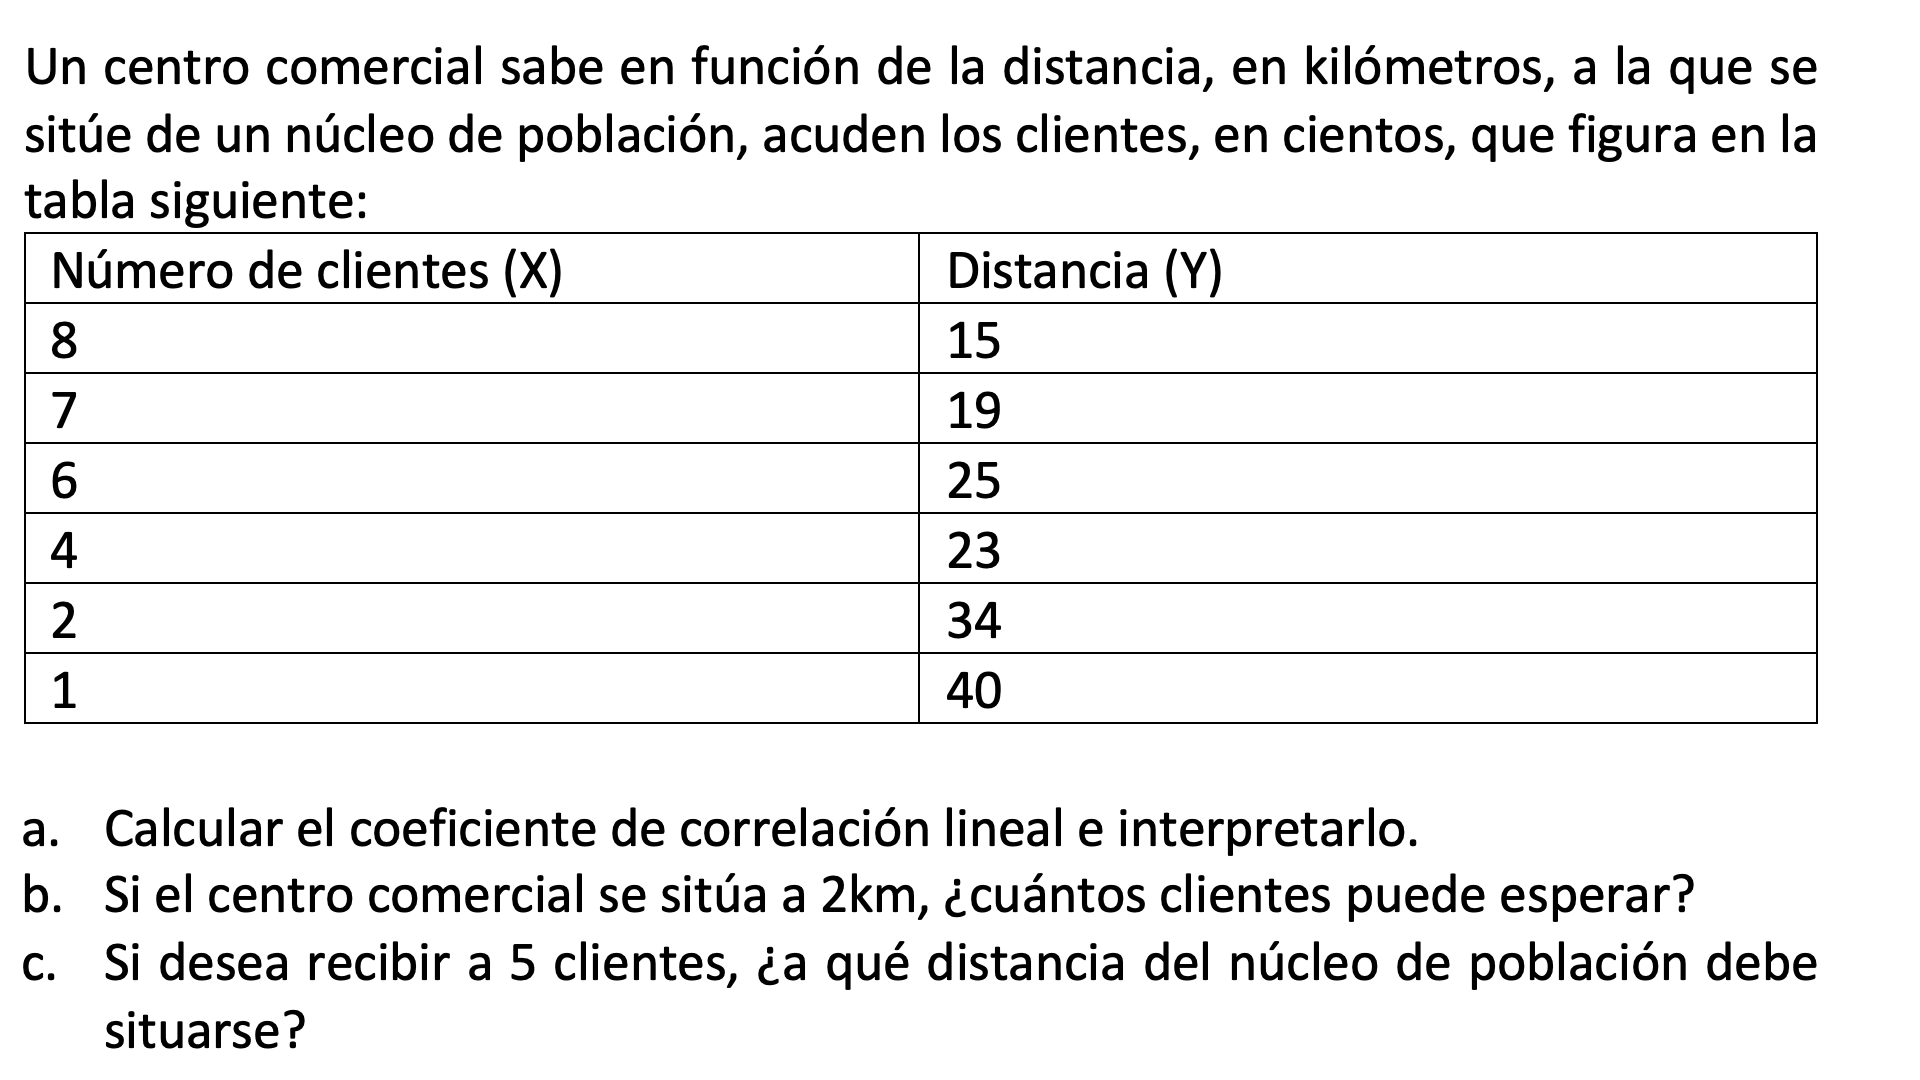 Un centro comercial sabe en función de la distancia, en kilómetros, a la que se
sitúe de un núcleo de población, acuden los clientes, en cientos, que figura en la
tabla siguiente:
Número de clientes (X) Distancia (Y)
8 15
7 19
6 25
4 23
2 34
1 40
a. Calcular el coeficiente de correlación lineal e interpretarlo.
b. Si el centro comercial se sitúa a 2km, ¿cuántos clientes puede esperar?
c. Si desea recibir a 5 clientes, ¿a qué distancia del núcleo de población debe
situarse?